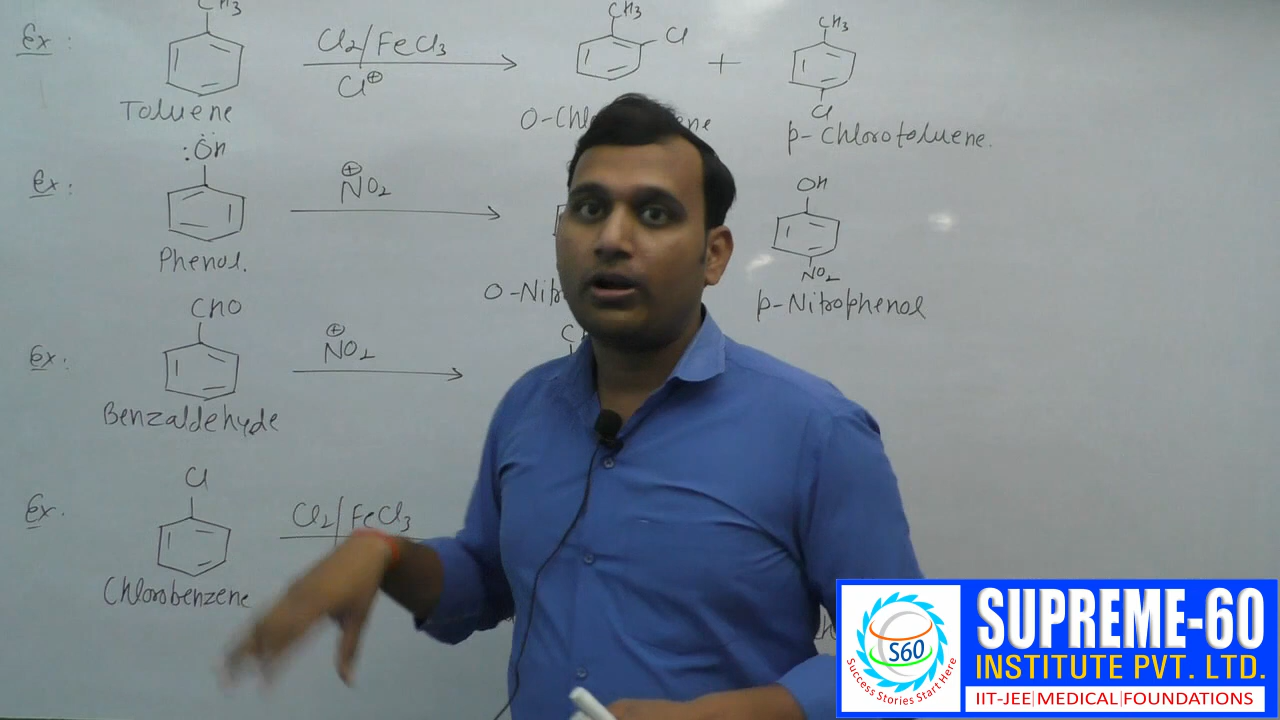 Ex :
CH3
Cl2/FeCl3
Cl⊕
CH3
Cl
+
CH3
Cl
Toluene
p-Chlorotoluene.
Ex :
:ÖH
⊕
NO2
OH
NO2
Phenol.
p-Nitrophenol
Ex :
CHO
⊕
NO2
Benzaldehyde
Ex .
Cl
Cl2/FeCl3
Chlorobenzene
S60
Success Stories Start Here
SUPREME-60
INSTITUTE PVT. LTD.
IIT-JEE|MEDICAL|FOUNDATIONS